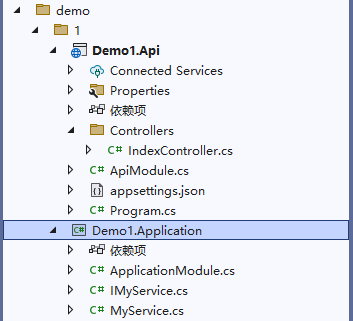 demo
1
Demo1.Api
Connected Services
Properties
依赖项
Controllers
C# IndexController.cs
C# ApiModule.cs
appsettings.json
C# Program.cs
C# Demo1.Application
依赖项
C# ApplicationModule.cs
C# IMyService.cs
C# MyService.cs